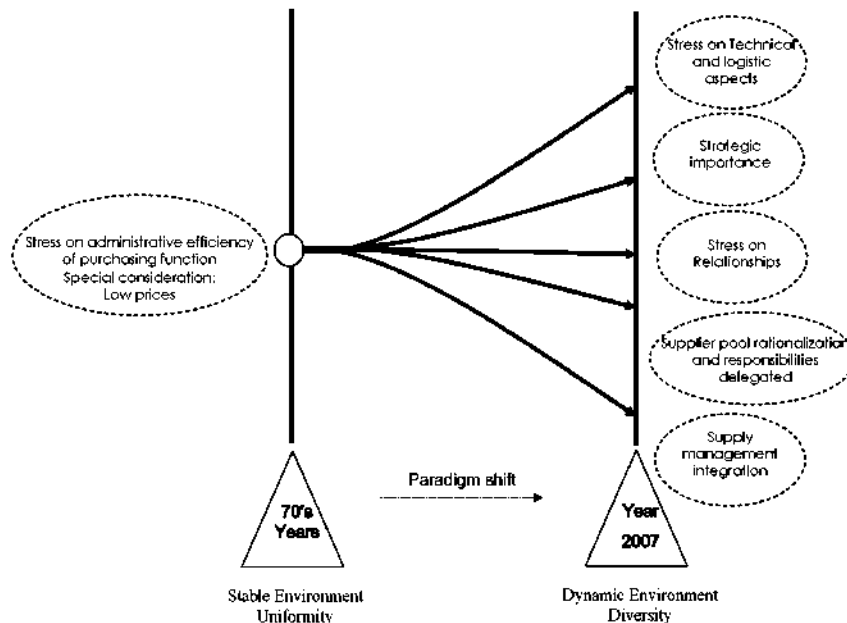 Stress on Technical
and logistic
aspects
Strategic
importance
Stress on administrative efficiency
of purchasing function
Special consideration:
Low prices
Stress on
Relationships
Supplier pool rationalization
and responsibilities
delegated
Supply
management
integration
Paradigm shift
70's
Years
Year
2007
Stable Environment
Uniformity
Dynamic Environment
Diversity